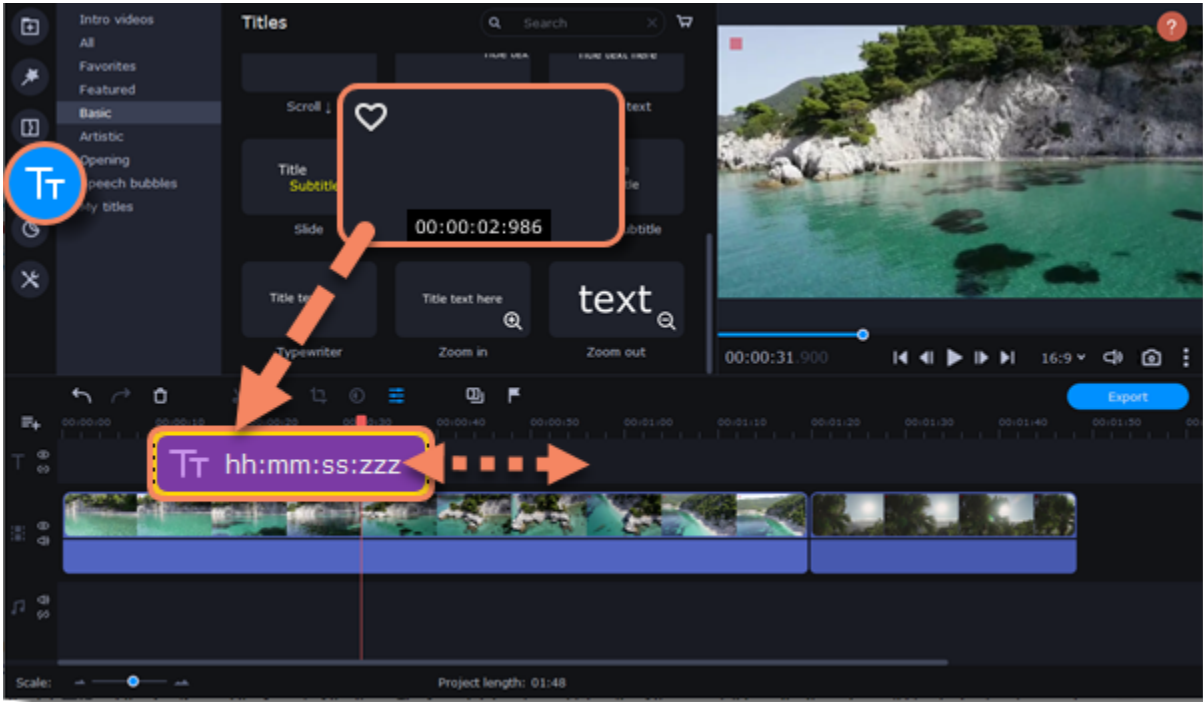 Intro videos
All
Favorites
Featured
Basic
Artistic
Opening
Speech bubbles
My titles
Titles
Search
Title text here
Scroll ↓
text
Title
Subtitle
Slide
00:00:02:986
Title text here
Typewriter
Zoom in
text
Zoom out
?
00:00:31.900
16:9
Export
00:00:00
00:00:10
00:00:40
00:00:50
00:01:00
00:01:10
00:01:20
00:01:30
00:01:40
00:01:50
Tт hh:mm:ss:zzz
Scale:
Project length: 01:48